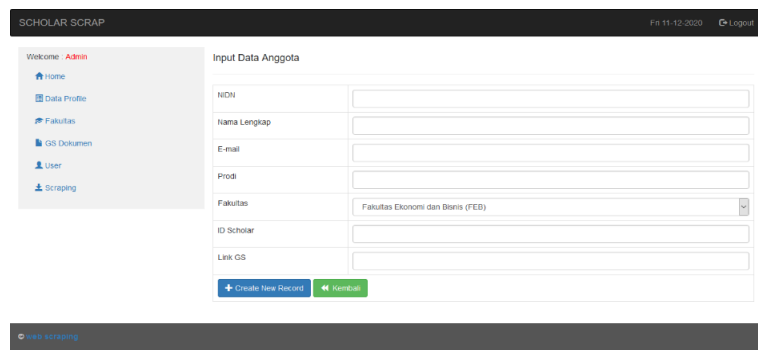 SCHOLAR SCRAP
Fri 11-12-2020 Logout
Welcome : Admin
Home
Data Profile
Fakultas
GS Dokumen
User
Scraping
Input Data Anggota
NIDN
Nama Lengkap
E-mail
Prodi
Fakultas Fakultas Ekonomi dan Bisnis (FEB)
ID Scholar
Link GS
Create New Record Kembali
© web scraping